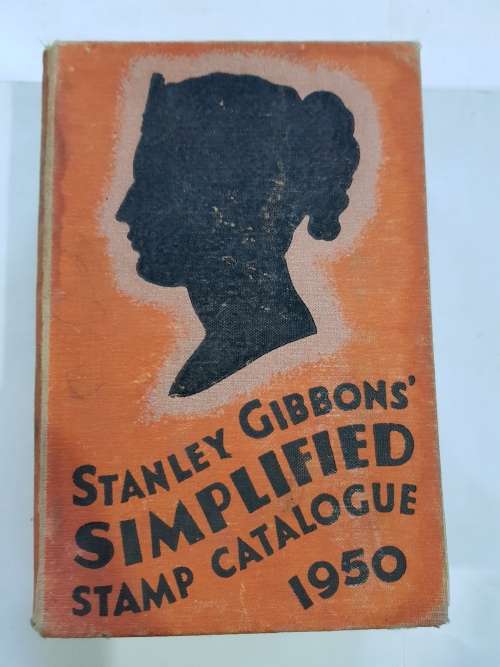 STANLEY GIBBONS'
SIMPLIFIED
STAMP CATALOGUE
1950